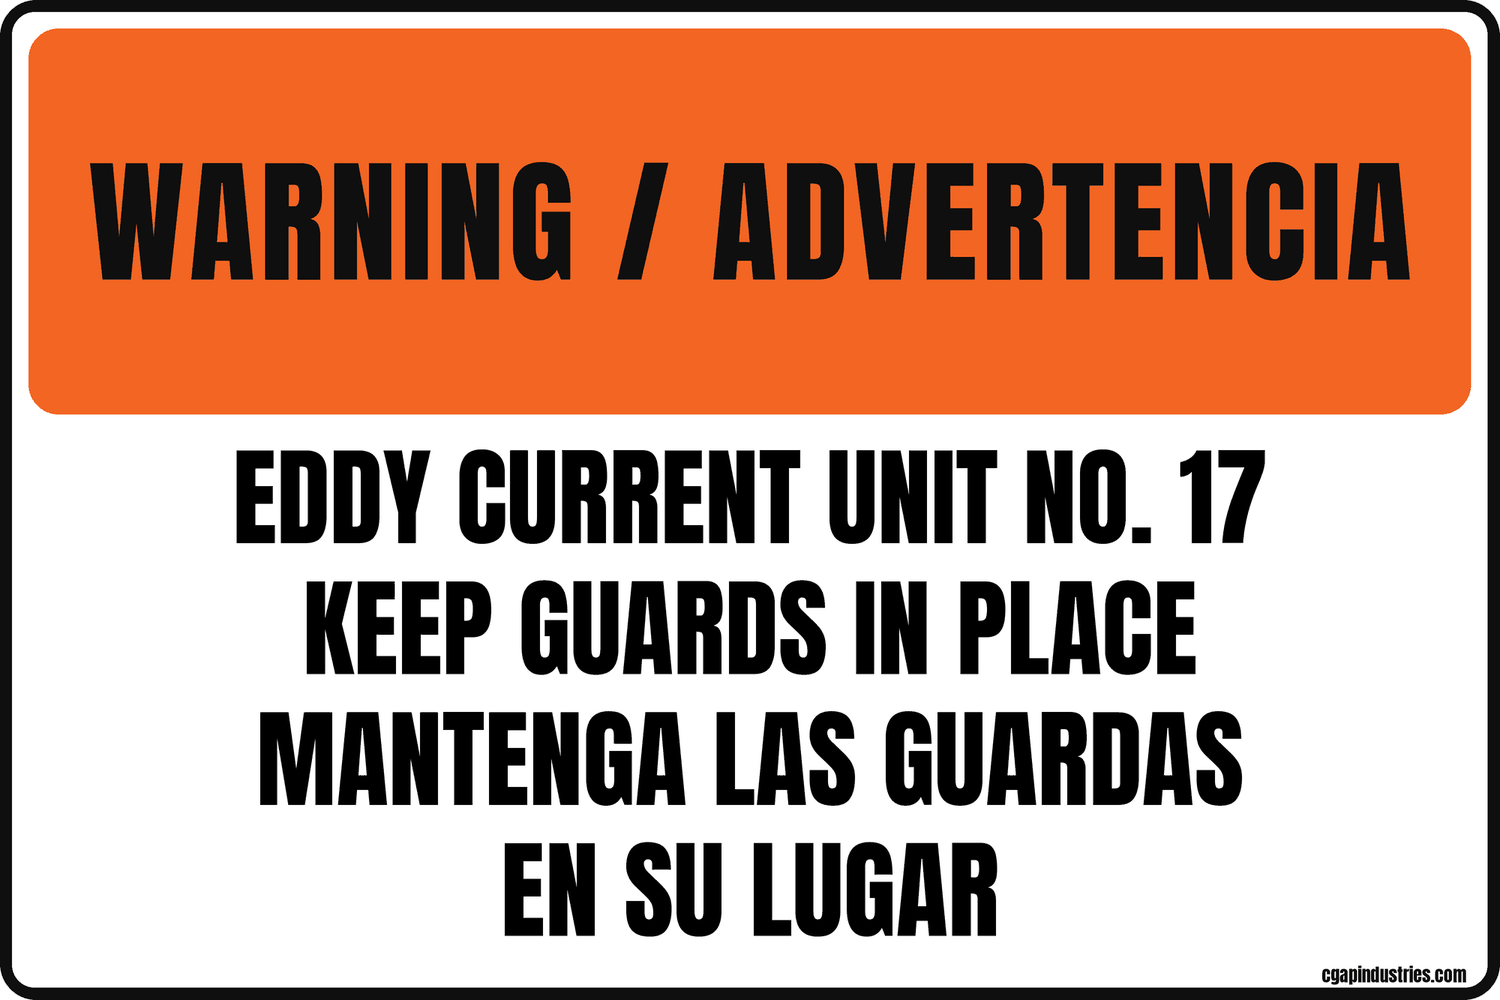 WARNING / ADVERTENCIA
EDDY CURRENT UNIT NO. 17
KEEP GUARDS IN PLACE
MANTENGA LAS GUARDAS
EN SU LUGAR
cgapindustries.com